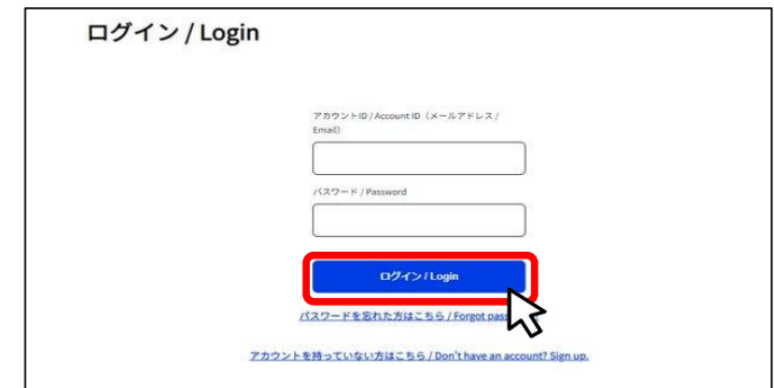 ログイン / Login
アカウントID / Account ID（メールアドレス /
Email）
パスワード / Password
ログイン / Login
パスワードを忘れた方はこちら / Forgot
アカウントを持っていない方はこちら / Don't have an account? Sign up.